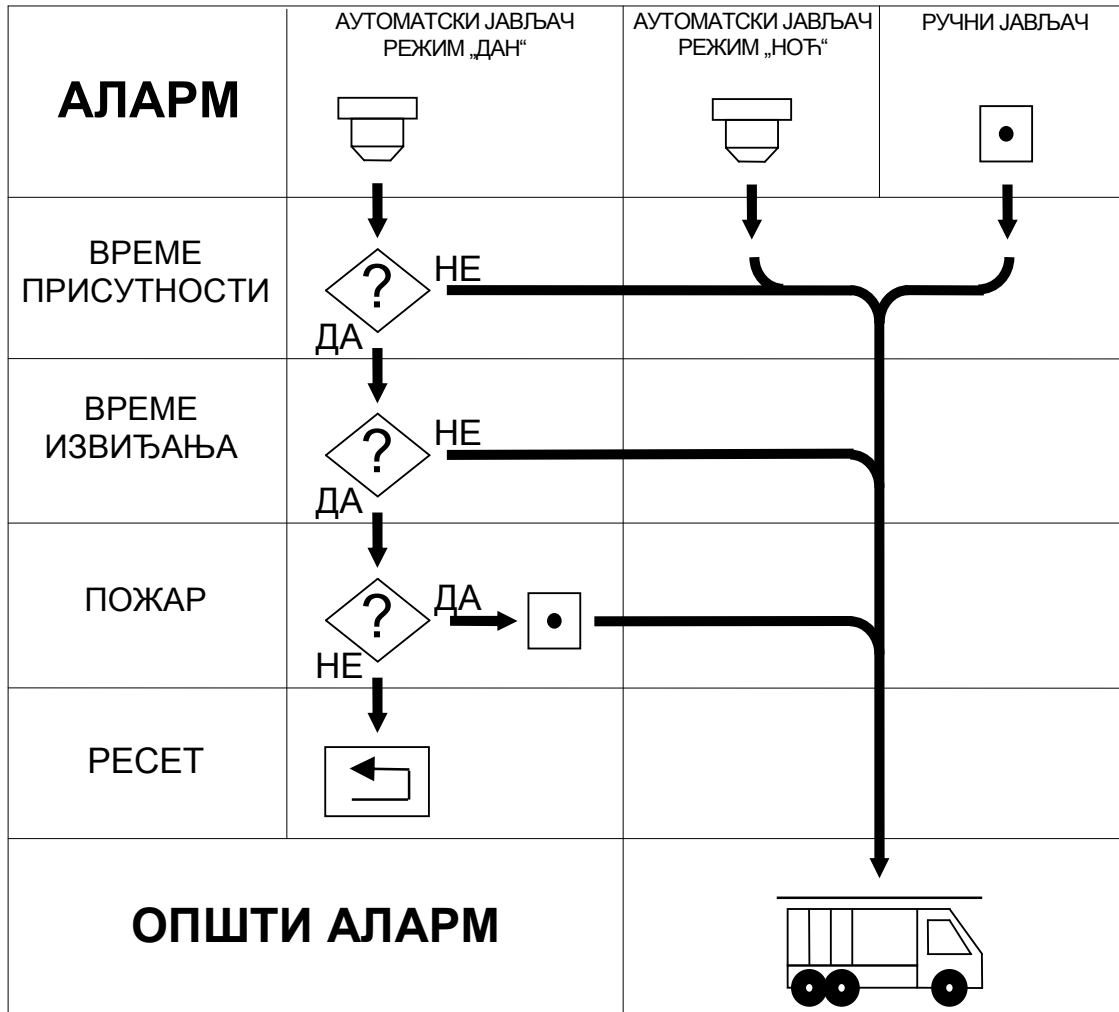 АУТОМАТСКИ ЈАВЉАЧ
РЕЖИМ „ДАН“
АУТОМАТСКИ ЈАВЉАЧ
РЕЖИМ „НОЋ“
РУЧНИ ЈАВЉАЧ
АЛАРМ
ВРЕМЕ
ПРИСУТНОСТИ
?
НЕ
ДА
ВРЕМЕ
ИЗВИЂАЊА
?
НЕ
ДА
ПОЖАР
?
ДА
НЕ
РЕСЕТ
ОПШТИ АЛАРМ